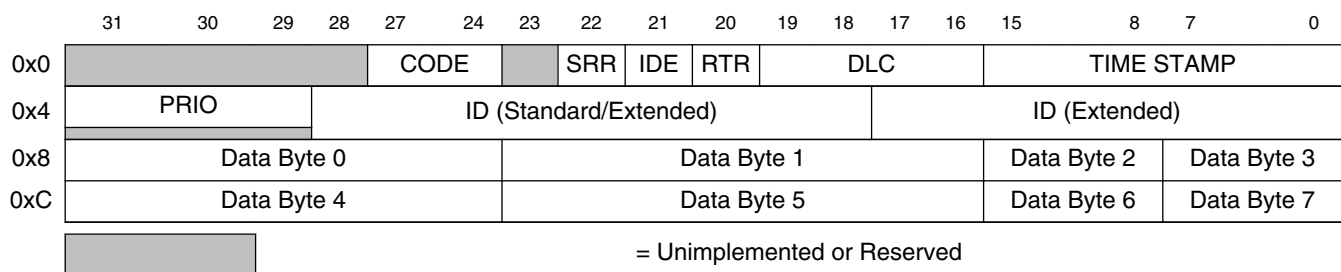 31 30 29 28 27 24 23 22 21 20 19 18 17 16 15 8 7 0
0x0 CODE SRR IDE RTR DLC TIME STAMP
0x4 PRIO ID (Standard/Extended) ID (Extended)
0x8 Data Byte 0 Data Byte 1 Data Byte 2 Data Byte 3
0xC Data Byte 4 Data Byte 5 Data Byte 6 Data Byte 7
= Unimplemented or Reserved